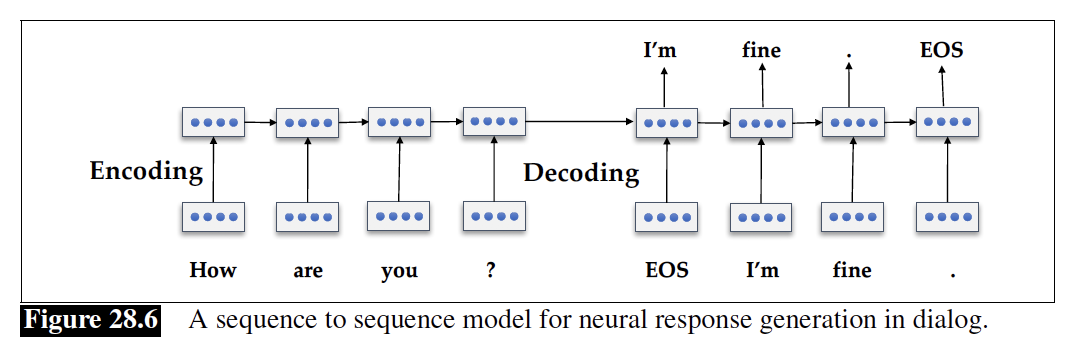 I'm fine . EOS
Encoding Decoding
How are you ? EOS I'm fine .
Figure 28.6 A sequence to sequence model for neural response generation in dialog.